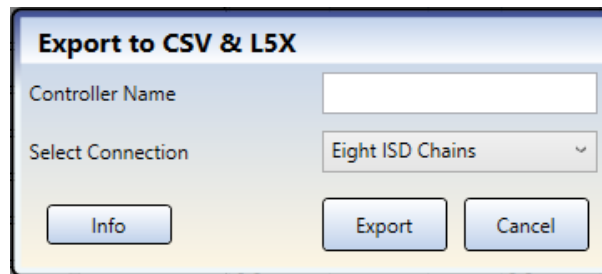 Export to CSV & L5X
Controller Name
Select Connection Eight ISD Chains
Info Export Cancel